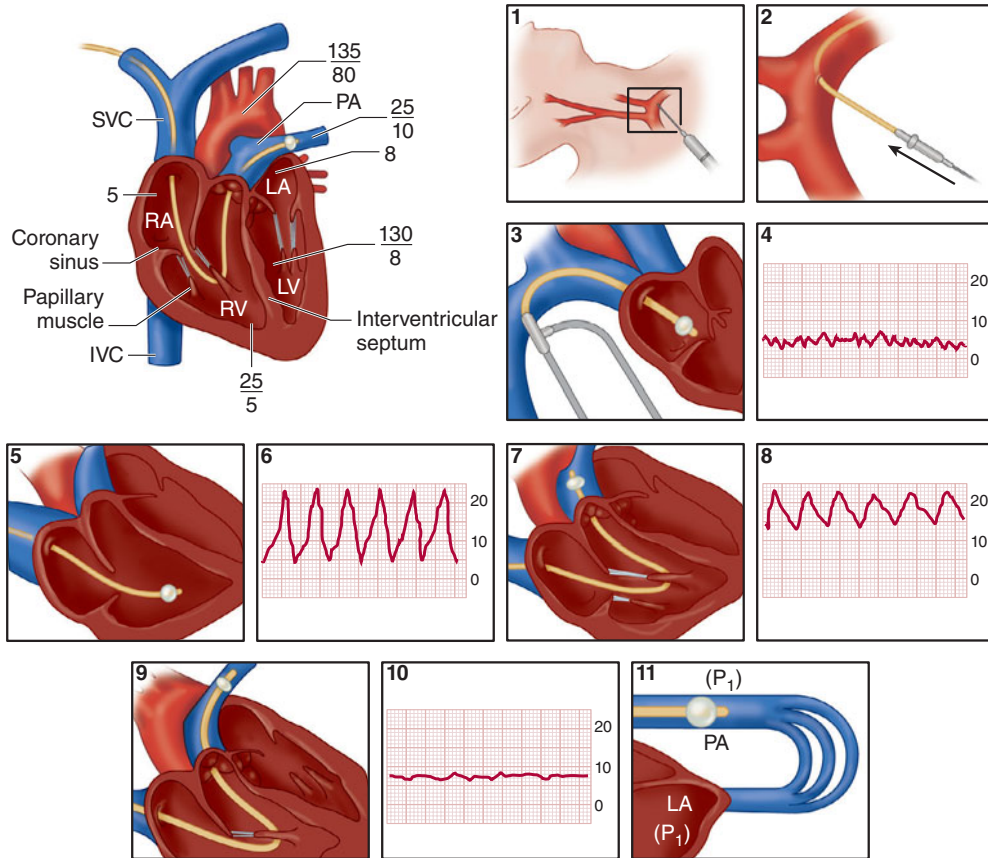 135
80
PA
25
10
SVC
8
LA
5
RA
Coronary
sinus
130
8
LV
Papillary
muscle
RV
Interventricular
septum
IVC
25
5
1
2
3
4
20
10
0
5
6
20
10
0
7
8
20
10
0
9
10
20
10
0
11
(P₁)
PA
LA
(P₁)